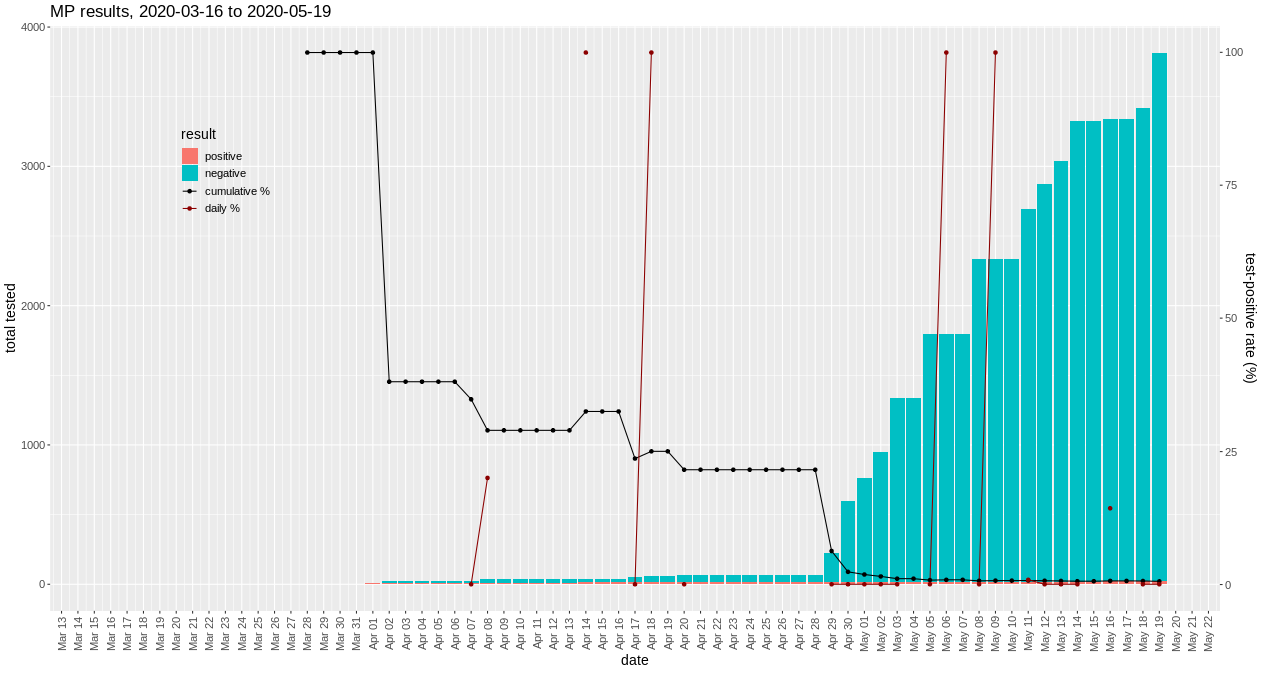 MP results, 2020-03-16 to 2020-05-19
4000
3000
2000
1000
0
total tested
100
75
50
25
0
test-positive rate (%)
result
positive
negative
cumulative %
daily %
Mar 13
Mar 14
Mar 15
Mar 16
Mar 17
Mar 18
Mar 19
Mar 20
Mar 21
Mar 22
Mar 23
Mar 24
Mar 25
Mar 26
Mar 27
Mar 28
Mar 29
Mar 30
Mar 31
Apr 01
Apr 02
Apr 03
Apr 04
Apr 05
Apr 06
Apr 07
Apr 08
Apr 09
Apr 10
Apr 11
Apr 12
Apr 13
Apr 14
Apr 15
Apr 16
Apr 17
Apr 18
Apr 19
Apr 20
Apr 21
Apr 22
Apr 23
Apr 24
Apr 25
Apr 26
Apr 27
Apr 28
Apr 29
Apr 30
May 01
May 02
May 03
May 04
May 05
May 06
May 07
May 08
May 09
May 10
May 11
May 12
May 13
May 14
May 15
May 16
May 17
May 18
May 19
May 20
May 21
May 22
date